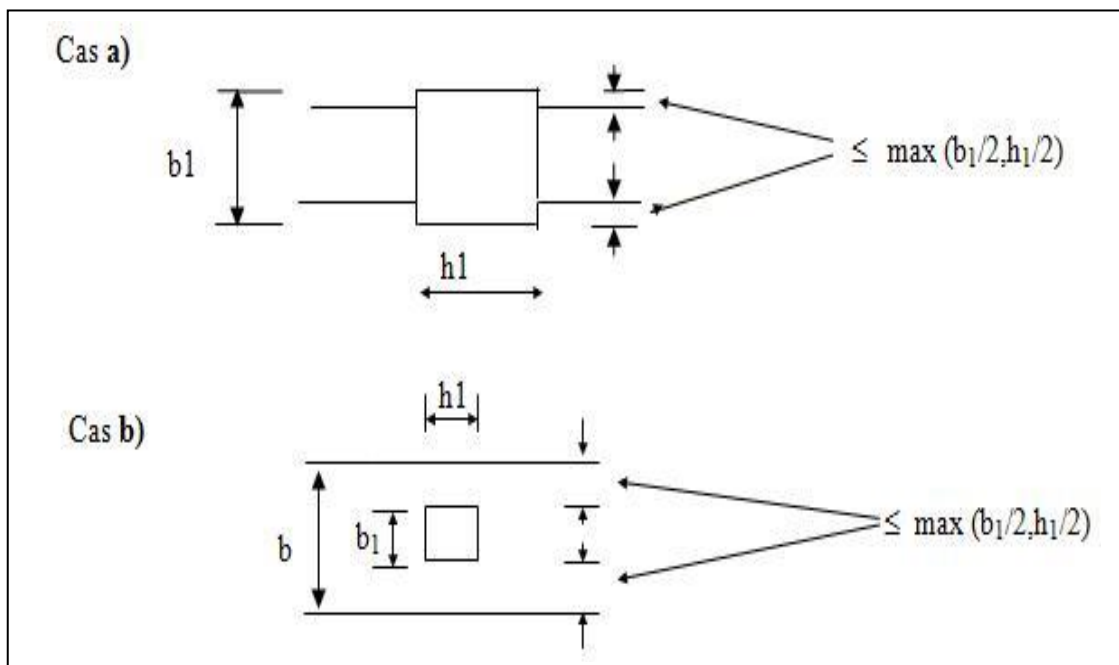 Cas a)
b1
≤ max (b₁/2,h₁/2)
h1
h1
Cas b)
b
b₁
≤ max (b₁/2,h₁/2)